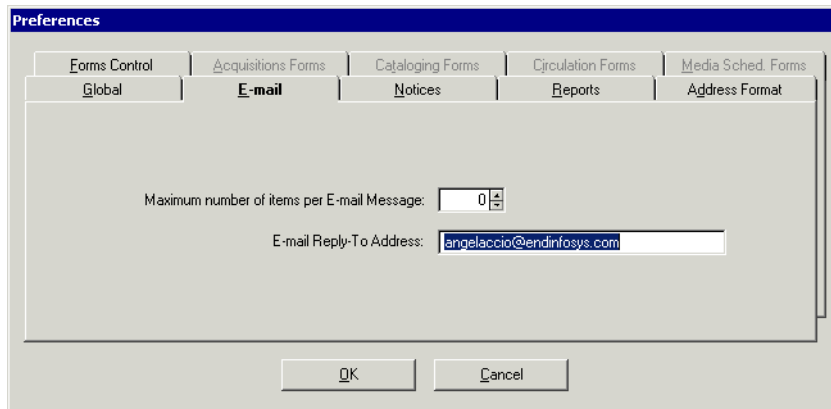 Preferences
Forms Control Acquisitions Forms Cataloging Forms Circulation Forms Media Sched. Forms
Global E-mail Notices Reports Address Format
Maximum number of items per E-mail Message: 0
E-mail Reply-To Address: angelaccio@endinfosys.com
OK Cancel